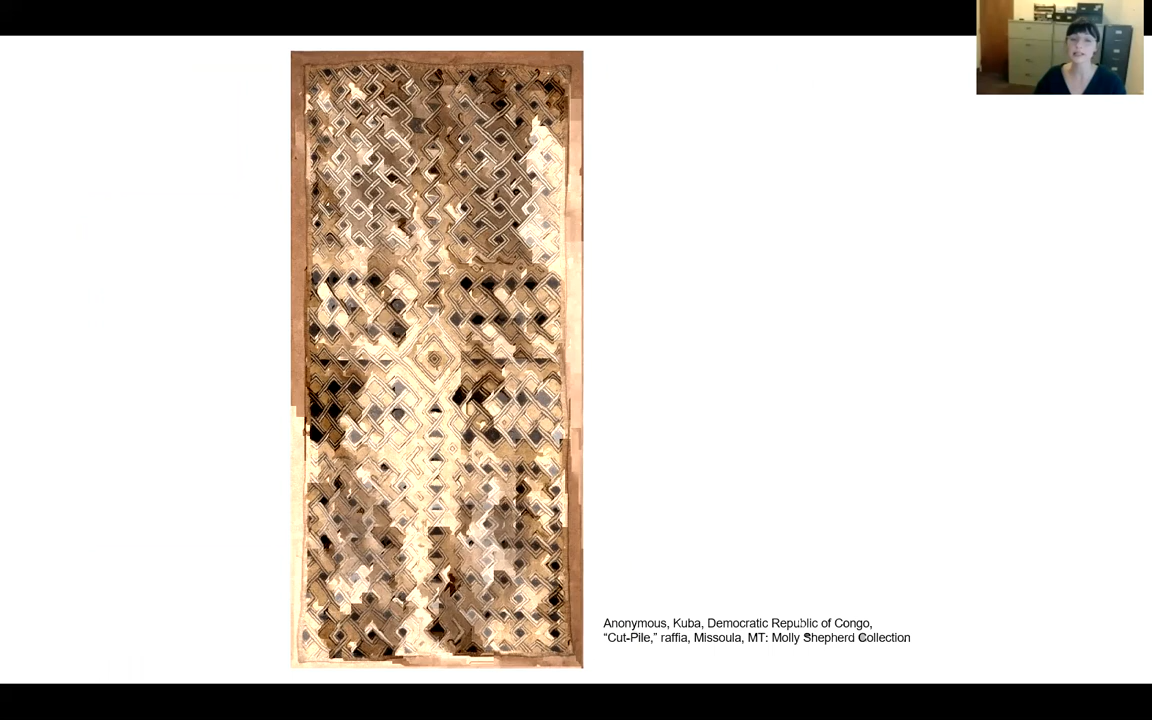 Anonymous, Kuba, Democratic Republic of Congo,
“Cut-Pile,” raffia, Missoula, MT: Molly Shepherd Collection